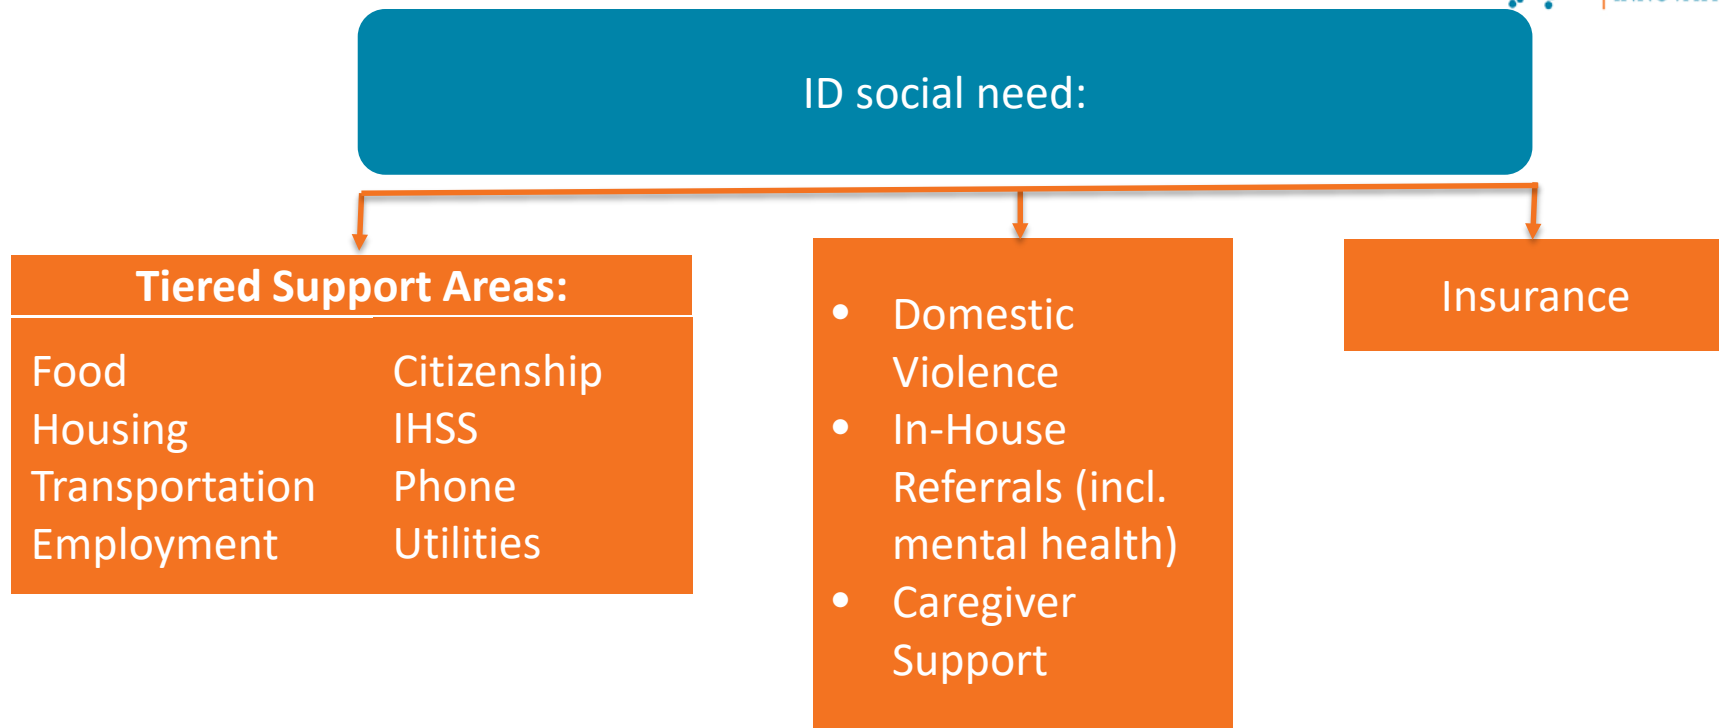 ID social need:
Tiered Support Areas:
Food
Housing
Transportation
Employment
Citizenship
IHSS
Phone
Utilities
• Domestic
Violence
• In-House
Referrals (incl.
mental health)
• Caregiver
Support
Insurance